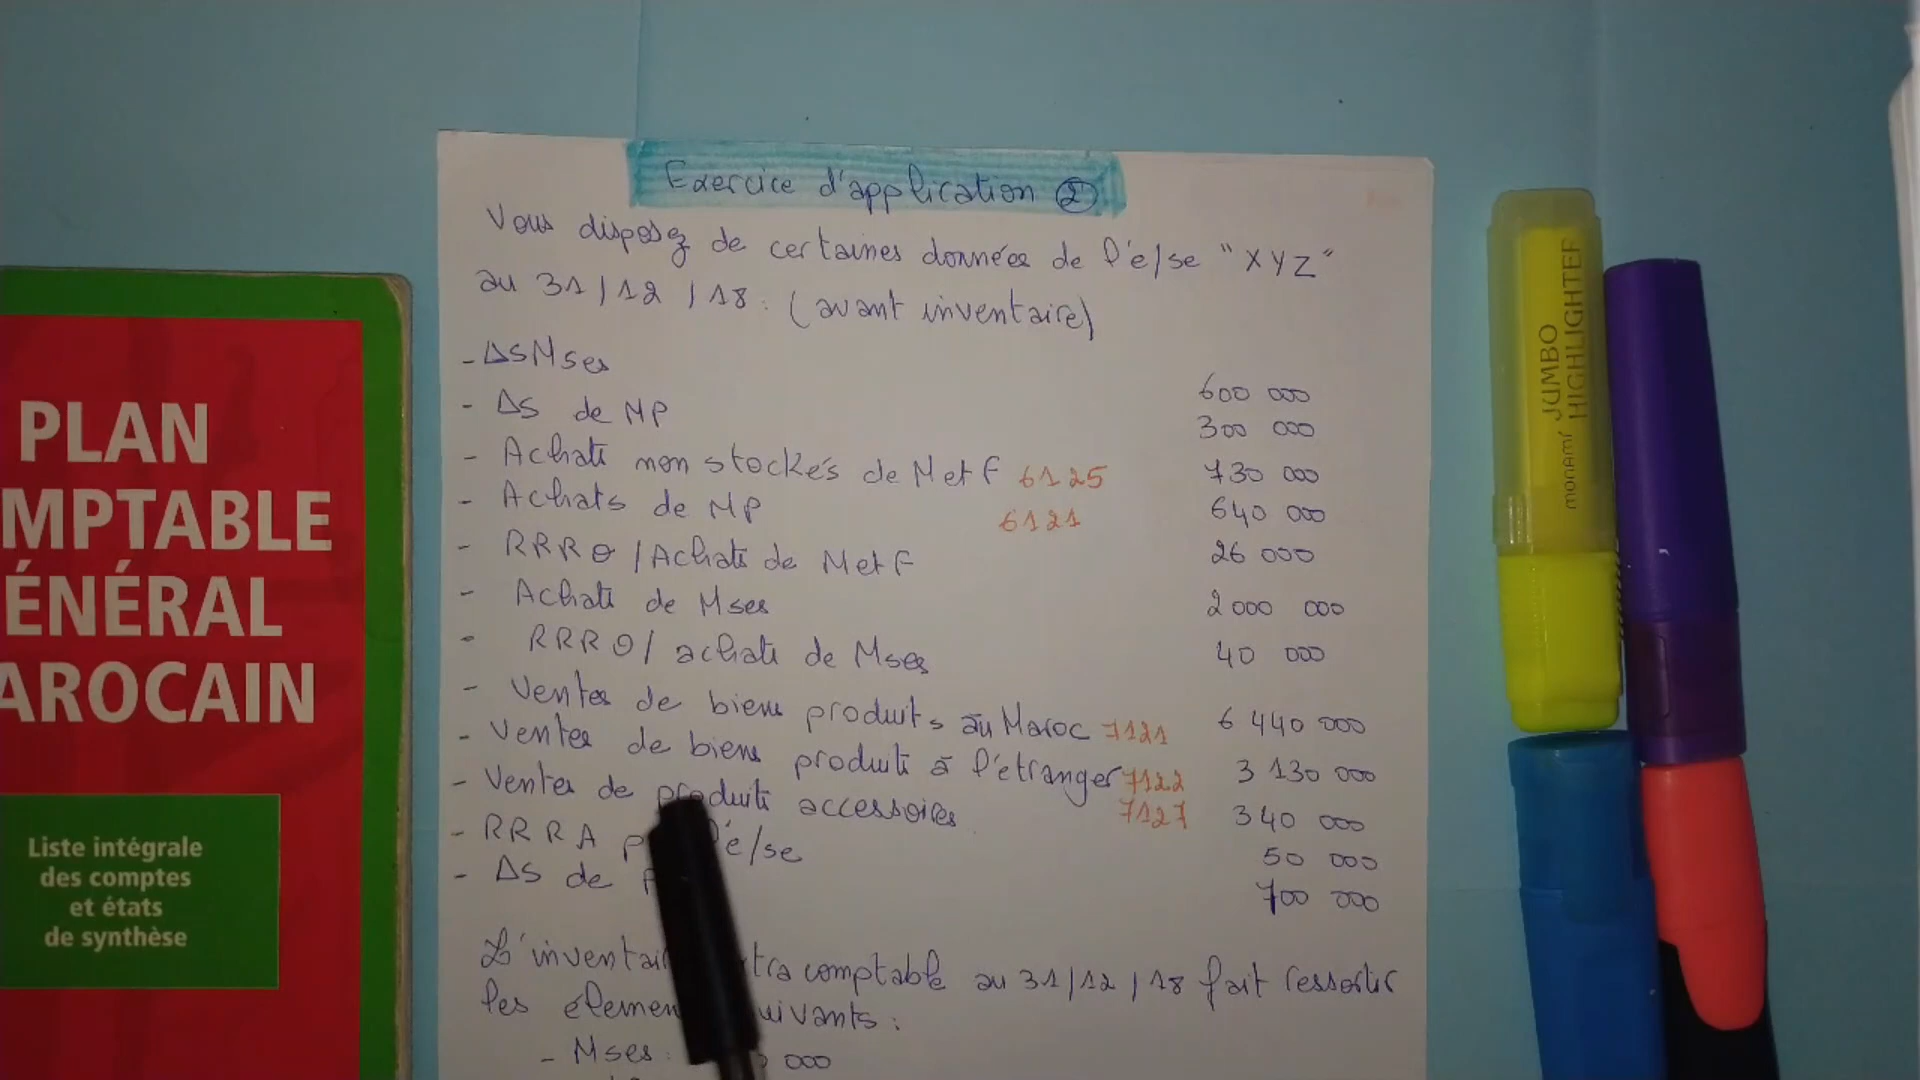 Exercice d'application 2
Vous disposez de certaines données de l'e/se "XYZ"
au 31/12/18 : (avant inventaire)
- ΔSMses 600 000
- ΔS de MP 300 000
- Achats non stockés de Met F 6125 730 000
- Achats de MP 6121 640 000
- RRRO / Achats de Met F 26 000
- Achats de Mses 2 000 000
- RRRO / achats de Mses 40 000
- Ventes de biens produits au Maroc 7121 6 440 000
- Ventes de biens produits à l'étranger 7122 3 130 000
- Ventes de produits accessoires 7127 340 000
- RRRA l'e/se 50 000
- ΔS de 700 000
comptable au 31/12/18 fait ressortir
les
- Mses : 000
PLAN
MPTABLE
ÉNÉRAL
AROCAIN
Liste intégrale
des comptes
et états
de synthèse
monami JUMBO
HIGHLIGHTER